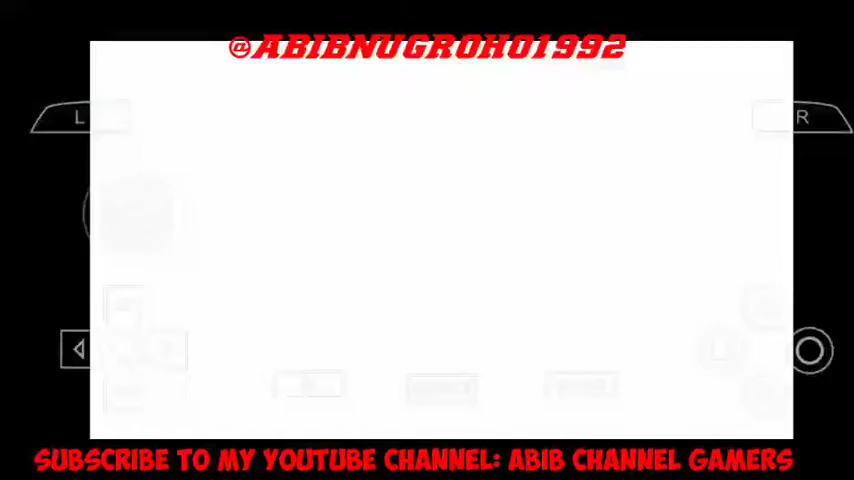 @ABIBNUGROHO1992
L
R
SUBSCRIBE TO MY YOUTUBE CHANNEL: ABIB CHANNEL GAMERS